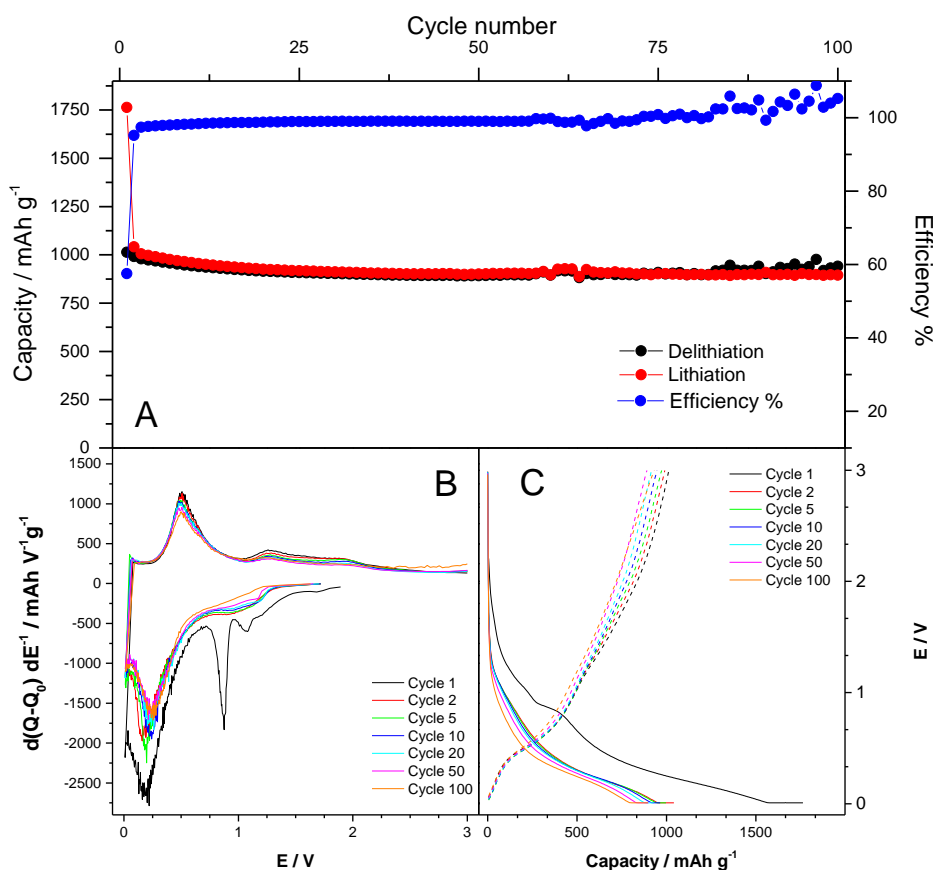 Cycle number
0 25 50 75 100
1750
1500
1250
1000
750
500
250
0
Capacity / mAh g⁻¹
100
80
60
40
20
Efficiency %
Delithiation
Lithiation
Efficiency %
A
1500
1000
500
250
0
-500
-1000
-1500
-2000
-2500
d(Q-Q₀) dE⁻¹ / mAh V⁻¹g
B
Cycle 1
Cycle 2
Cycle 5
Cycle 10
Cycle 20
Cycle 50
Cycle 100
0 1 2 3
E / V
C
Cycle 1
Cycle 2
Cycle 5
Cycle 10
Cycle 20
Cycle 50
Cycle 100
3
2
1
0
E / V
0 500 1000 1500
Capacity / mAh g⁻¹